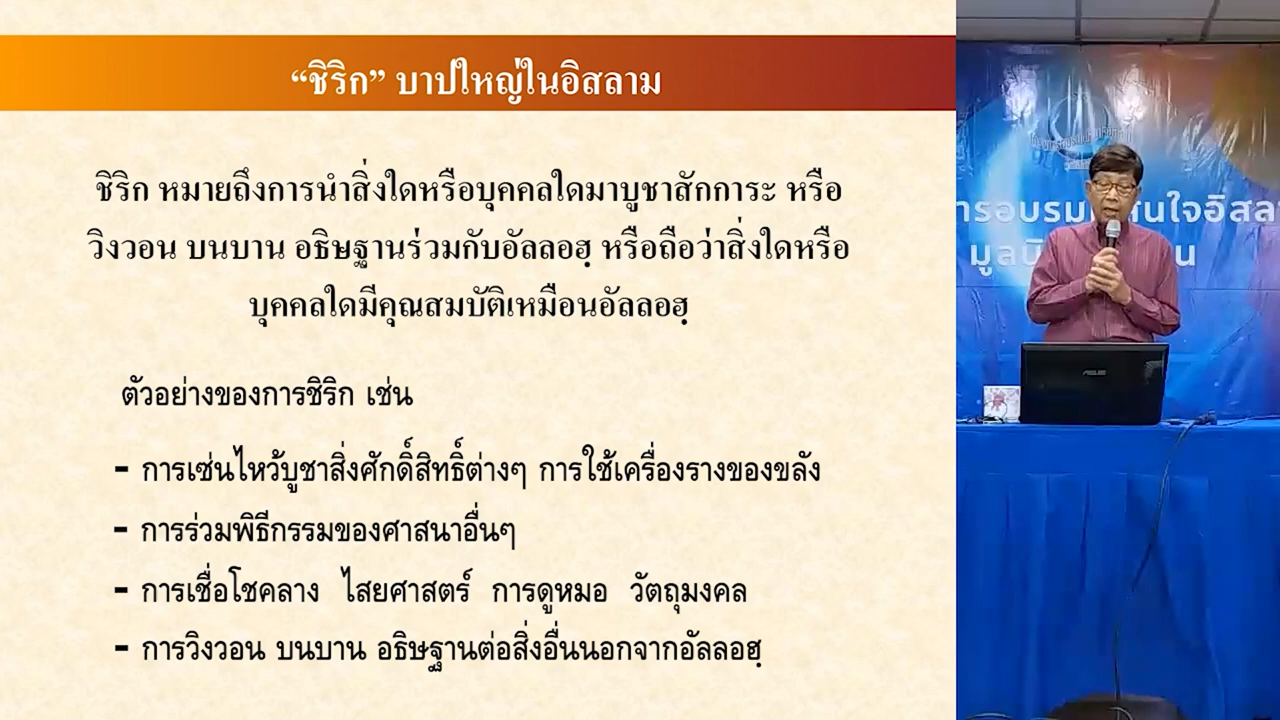 “ชิริก” บาปใหญ่ในอิสลาม
ชิริก หมายถึงการนำสิ่งใดหรือบุคคลใดมาบูชาสักการะ หรือ
วิงวอน บนบาน อธิษฐานร่วมกับอัลลอฮฺ หรือถือว่าสิ่งใดหรือ
บุคคลใดมีคุณสมบัติเหมือนอัลลอฮฺ
ตัวอย่างของการชิริก เช่น
- การเซ่นไหว้บูชาสิ่งศักดิ์สิทธิ์ต่างๆ การใช้เครื่องรางของขลัง
- การร่วมพิธีกรรมของศาสนาอื่นๆ
- การเชื่อโชคลาง ไสยศาสตร์ การดูหมอ วัตถุมงคล
- การวิงวอน บนบาน อธิษฐานต่อสิ่งอื่นนอกจากอัลลอฮฺ
ASUS